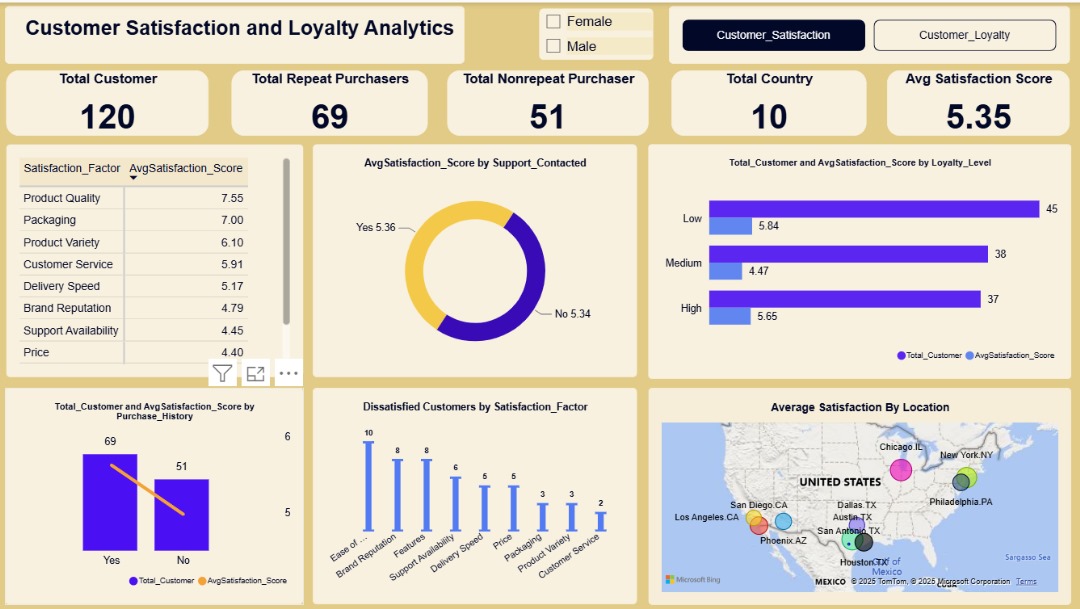 Customer Satisfaction and Loyalty Analytics
Female
Male
Customer_Satisfaction
Customer_Loyalty
Total Customer
120
Total Repeat Purchasers
69
Total Nonrepeat Purchaser
51
Total Country
10
Avg Satisfaction Score
5.35
Satisfaction_Factor AvgSatisfaction_Score
Product Quality 7.55
Packaging 7.00
Product Variety 6.10
Customer Service 5.91
Delivery Speed 5.17
Brand Reputation 4.79
Support Availability 4.45
Price 4.40
AvgSatisfaction_Score by Support_Contacted
Yes 5.36
No 5.34
Total_Customer and AvgSatisfaction_Score by Loyalty_Level
Low 45
5.84
Medium 38
4.47
High 37
5.65
Total_Customer AvgSatisfaction_Score
Total_Customer and AvgSatisfaction_Score by
Purchase_History
69
51
6
5
Yes No
Total_Customer AvgSatisfaction_Score
Dissatisfied Customers by Satisfaction_Factor
10 8 8 6 5 5 3 3 2
Ease of ...
Brand Reputation
Features
Support Availability
Delivery Speed
Price
Packaging
Product Variety
Customer Service
Average Satisfaction By Location
Chicago.IL
New York.NY
UNITED STATES
Philadelphia.PA
San Diego.CA
Dallas.TX
Los Angeles.CA
Austin.TX
San Antonio.TX
Phoenix.AZ
Houston.TX
Gulf of
Mexico
Sargasso Sea
MEXICO
Microsoft Bing
© 2025 TomTom, © 2025 Microsoft Corporation Terms